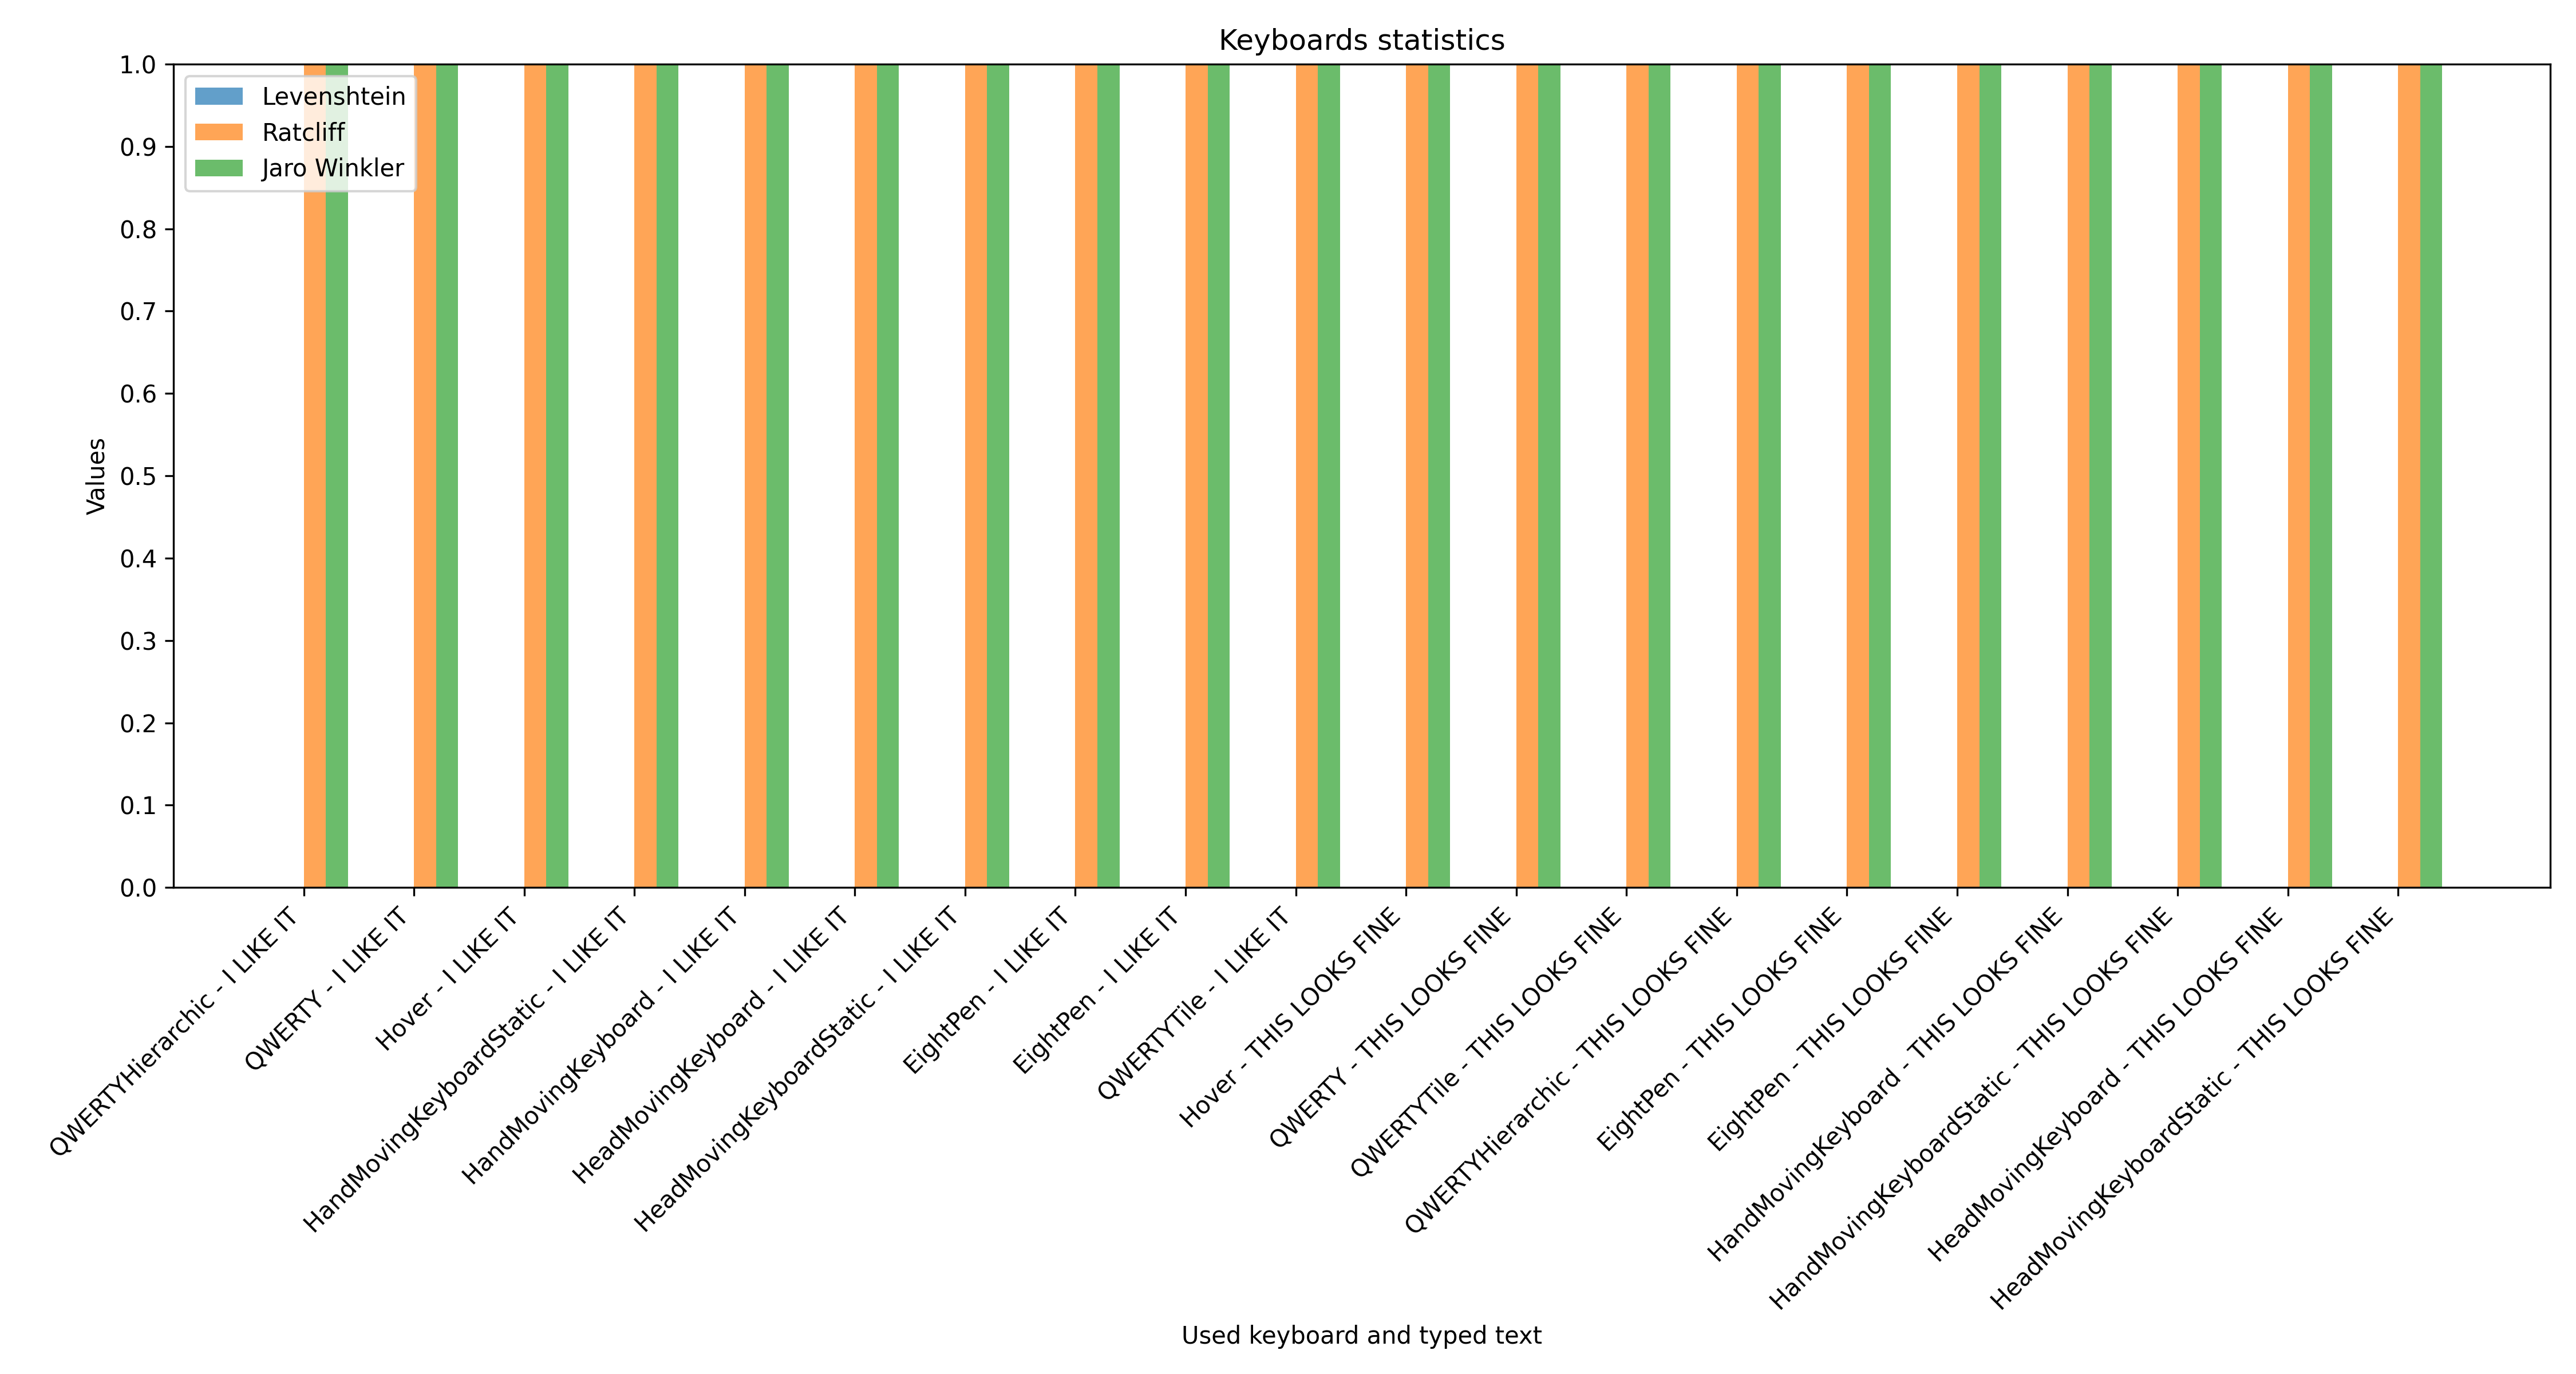 Keyboards statistics
1.0
0.9
0.8
0.7
0.6
0.5
0.4
0.3
0.2
0.1
0.0
Values
Levenshtein
Ratcliff
Jaro Winkler
QWERTYHierarchic - I LIKE IT
QWERTY - I LIKE IT
Hover - I LIKE IT
HandMovingKeyboardStatic - I LIKE IT
HandMovingKeyboard - I LIKE IT
HeadMovingKeyboard - I LIKE IT
HeadMovingKeyboardStatic - I LIKE IT
EightPen - I LIKE IT
EightPen - I LIKE IT
QWERTYTile - I LIKE IT
Hover - THIS LOOKS FINE
QWERTY - THIS LOOKS FINE
QWERTYTile - THIS LOOKS FINE
QWERTYHierarchic - THIS LOOKS FINE
EightPen - THIS LOOKS FINE
EightPen - THIS LOOKS FINE
HandMovingKeyboard - THIS LOOKS FINE
HandMovingKeyboardStatic - THIS LOOKS FINE
HeadMovingKeyboard - THIS LOOKS FINE
HeadMovingKeyboardStatic - THIS LOOKS FINE
Used keyboard and typed text